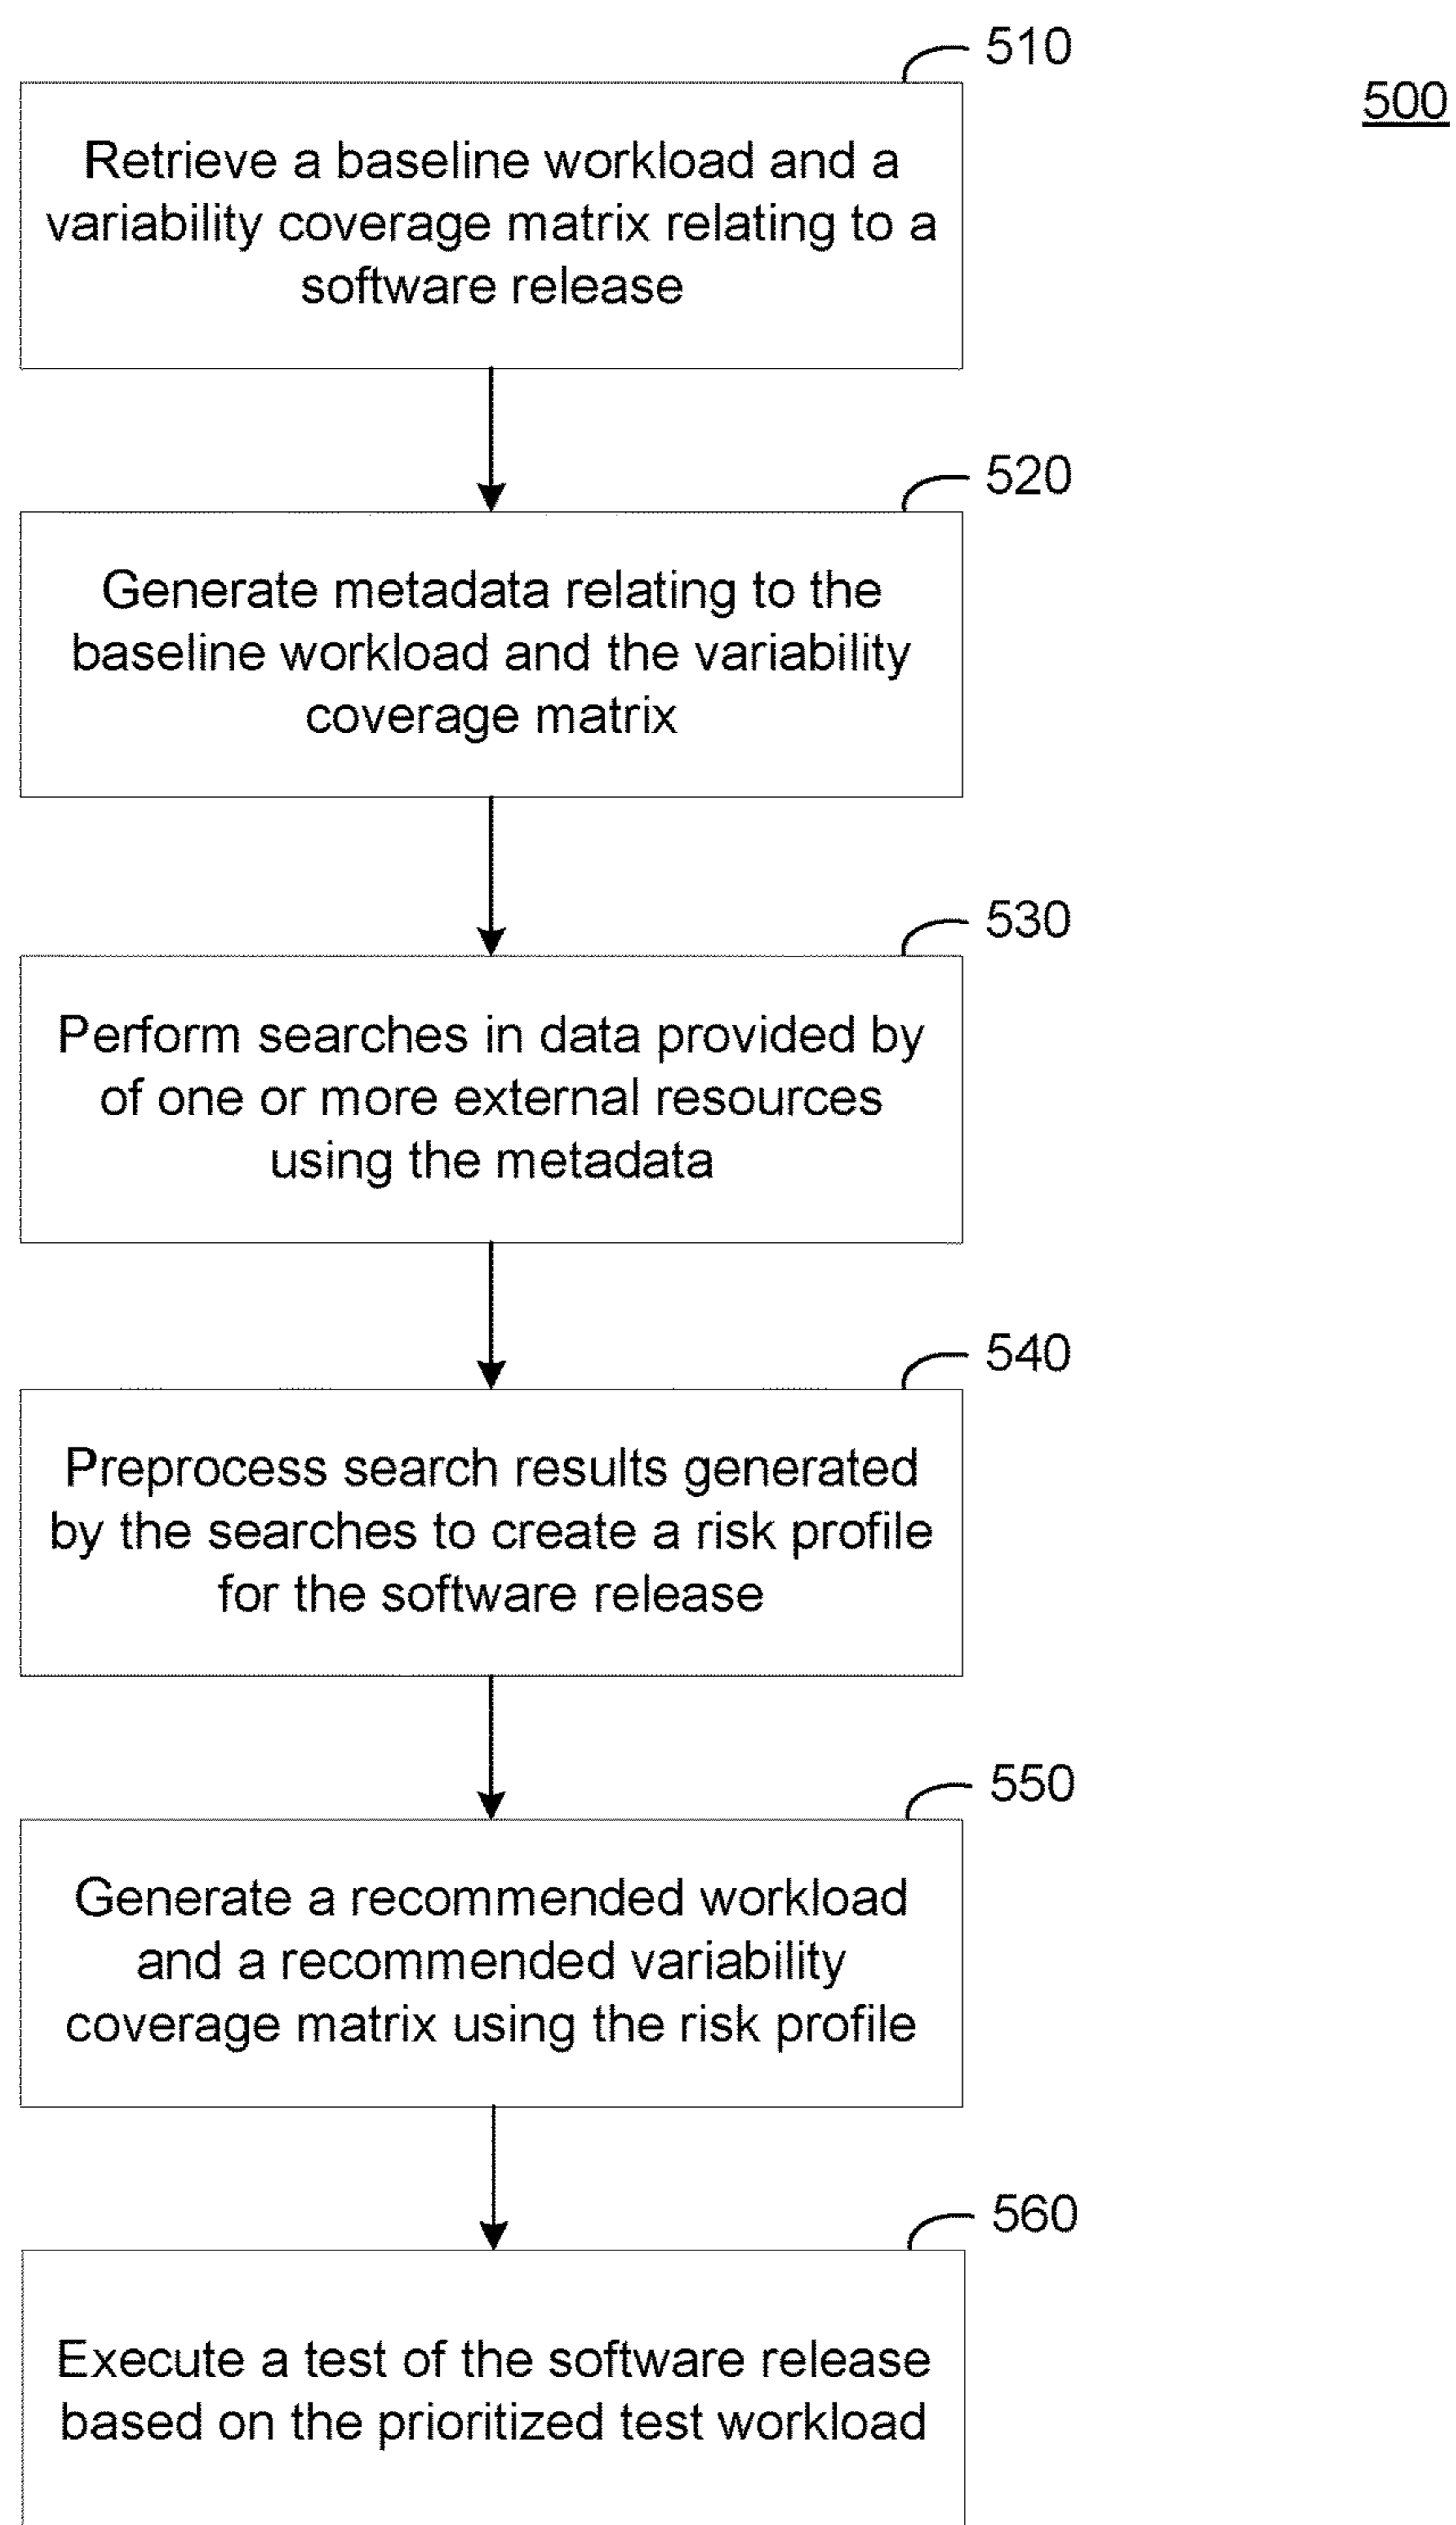 510
500
Retrieve a baseline workload and a
variability coverage matrix relating to a
software release
520
Generate metadata relating to the
baseline workload and the variability
coverage matrix
530
Perform searches in data provided by
of one or more external resources
using the metadata
540
Preprocess search results generated
by the searches to create a risk profile
for the software release
550
Generate a recommended workload
and a recommended variability
coverage matrix using the risk profile
560
Execute a test of the software release
based on the prioritized test workload